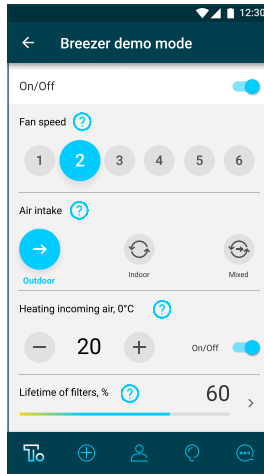 12:30
Breezer demo mode
On/Off
Fan speed ?
1 2 3 4 5 6
Air intake ?
Outdoor Indoor Mixed
Heating incoming air, 0°C ?
20 On/Off
Lifetime of filters, % ? 60
To